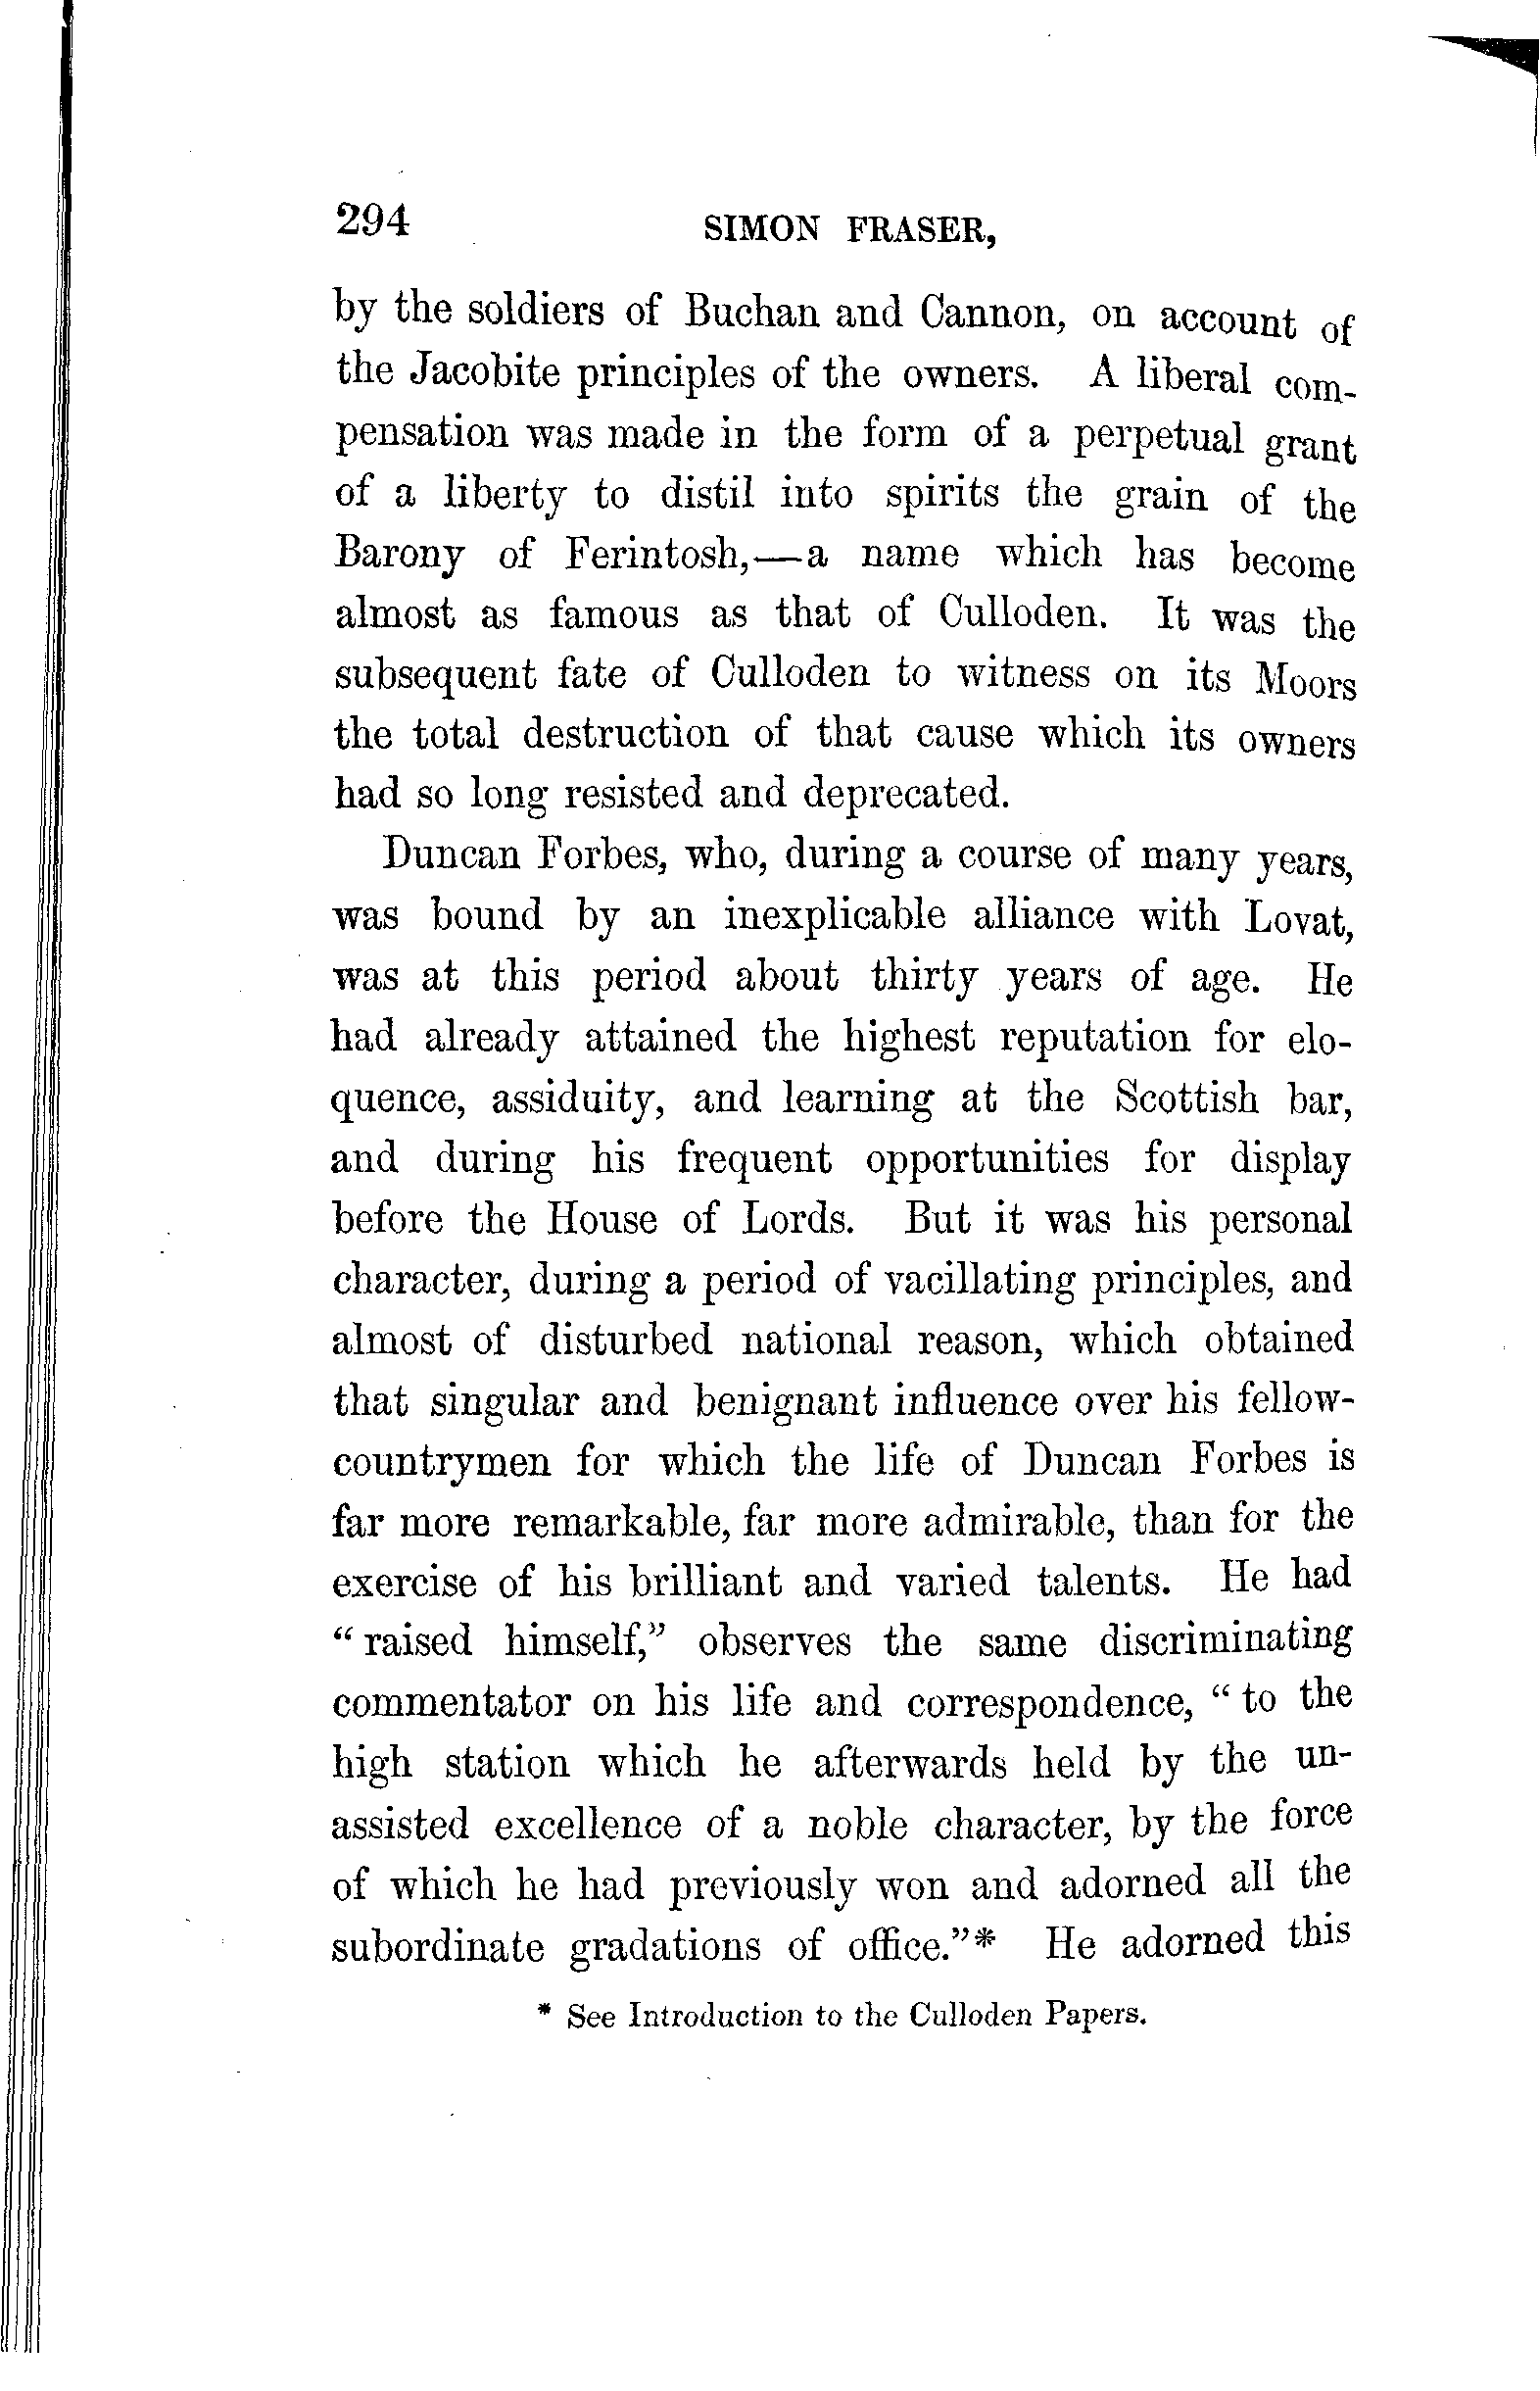 294 SIMON FRASER,
by the soldiers of Buchan and Cannon, on account of
the Jacobite principles of the owners. A liberal com-
pensation was made in the form of a perpetual grant
of a liberty to distil into spirits the grain of the
Barony of Ferintosh,—a name which has become
almost as famous as that of Culloden. It was the
subsequent fate of Culloden to witness on its Moors
the total destruction of that cause which its owners
had so long resisted and deprecated.
Duncan Forbes, who, during a course of many years,
was bound by an inexplicable alliance with Lovat,
was at this period about thirty years of age. He
had already attained the highest reputation for elo-
quence, assiduity, and learning at the Scottish bar,
and during his frequent opportunities for display
before the House of Lords. But it was his personal
character, during a period of vacillating principles, and
almost of disturbed national reason, which obtained
that singular and benignant influence over his fellow-
countrymen for which the life of Duncan Forbes is
far more remarkable, far more admirable, than for the
exercise of his brilliant and varied talents. He had
“raised himself,” observes the same discriminating
commentator on his life and correspondence, “to the
high station which he afterwards held by the un-
assisted excellence of a noble character, by the force
of which he had previously won and adorned all the
subordinate gradations of office.”* He adorned this
* See Introduction to the Culloden Papers.